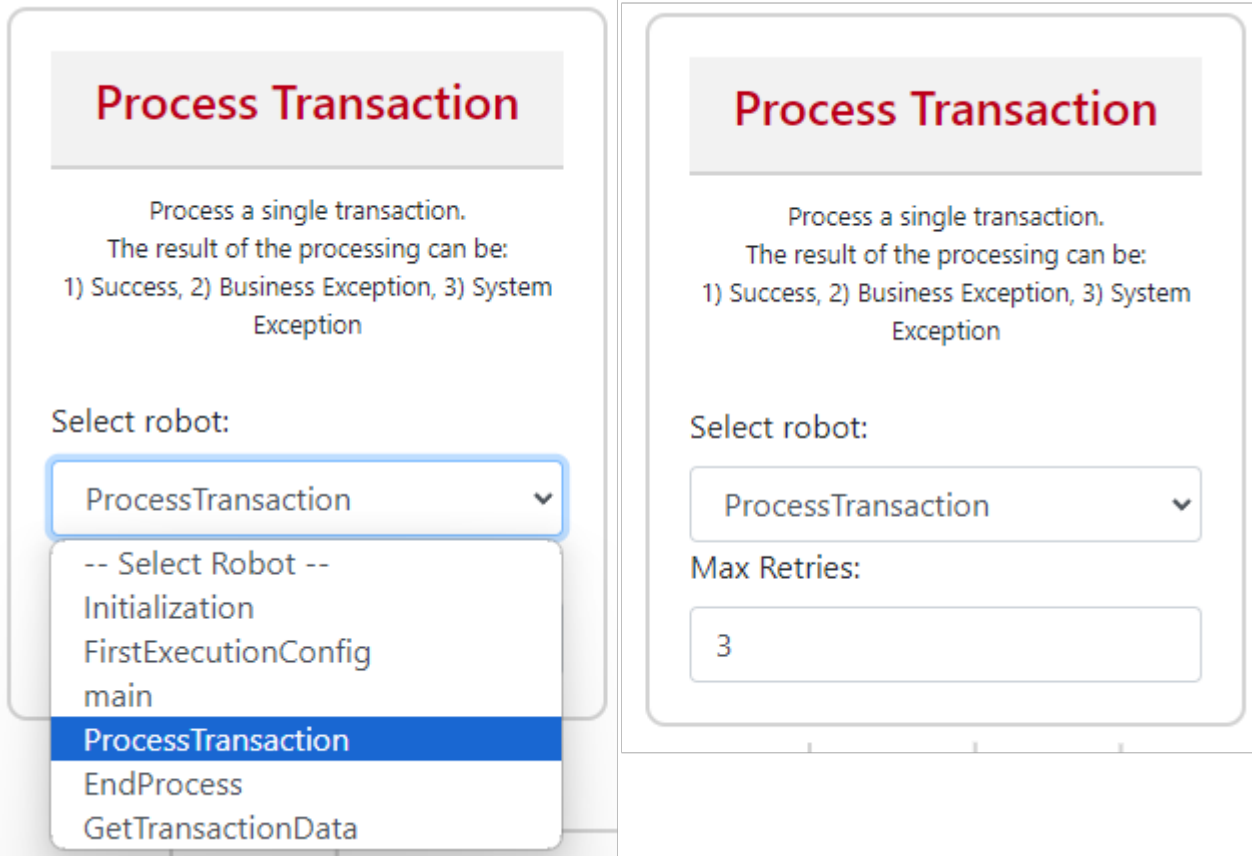 Process Transaction
Process a single transaction.
The result of the processing can be:
1) Success, 2) Business Exception, 3) System
Exception
Select robot:
ProcessTransaction
-- Select Robot --
Initialization
FirstExecutionConfig
main
ProcessTransaction
EndProcess
GetTransactionData
Process Transaction
Process a single transaction.
The result of the processing can be:
1) Success, 2) Business Exception, 3) System
Exception
Select robot:
ProcessTransaction
Max Retries:
3